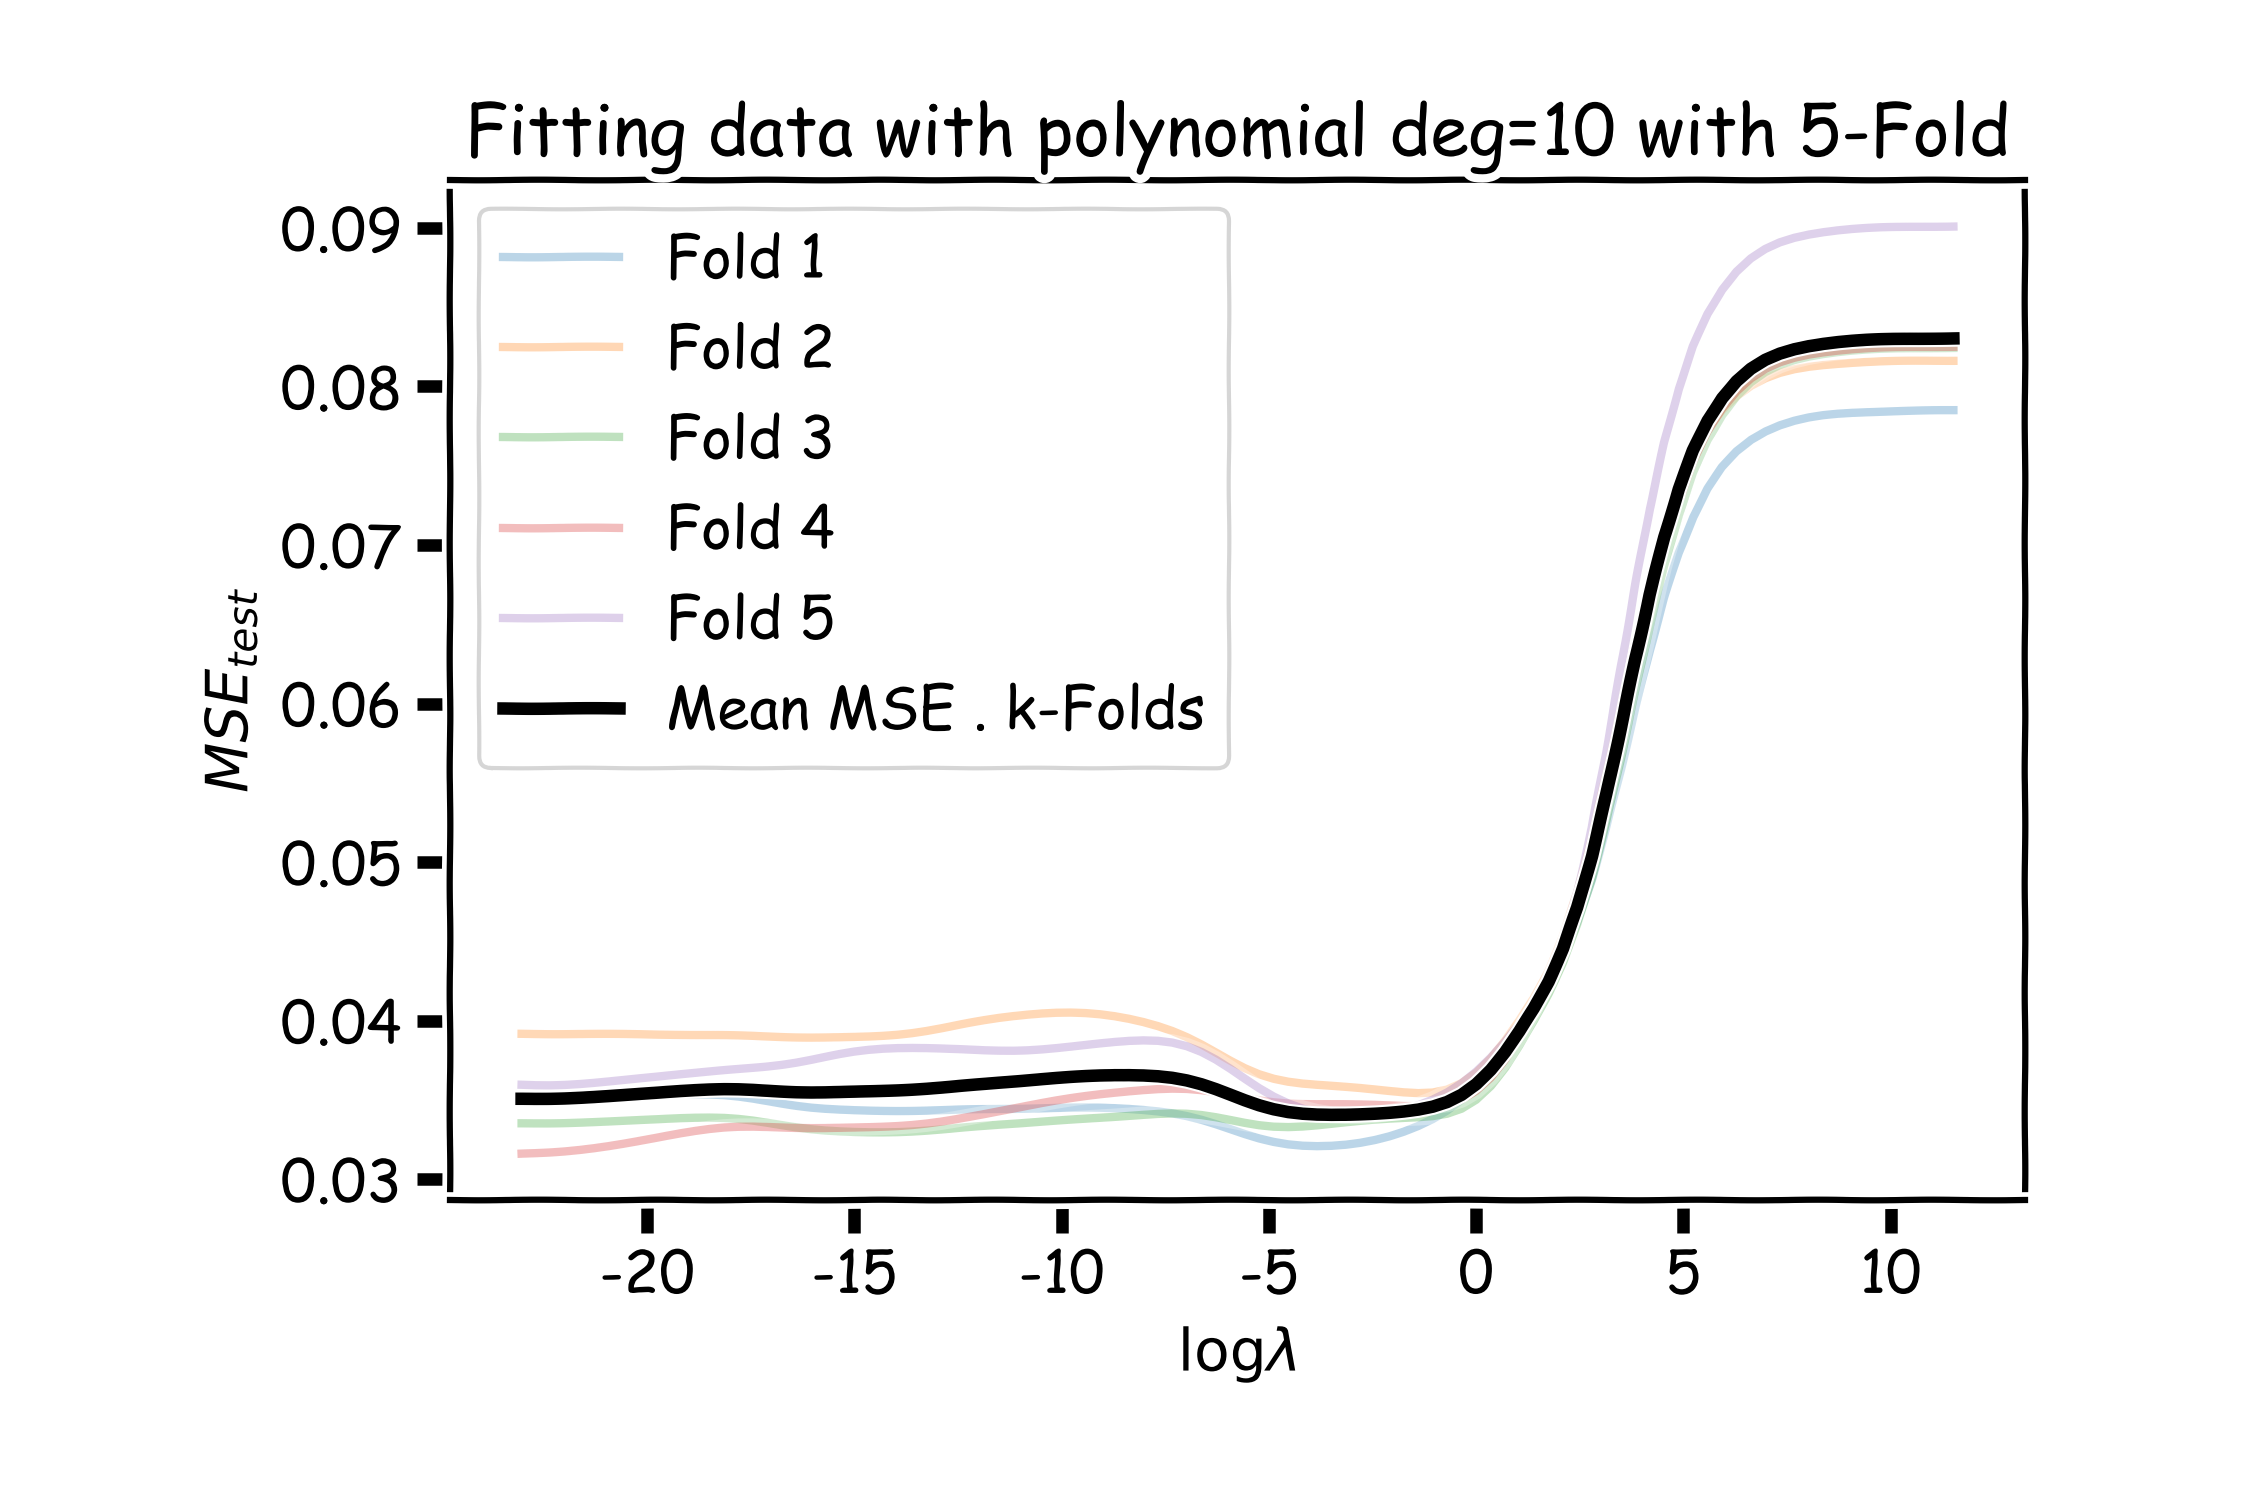 Fitting data with polynomial deg=10 with 5-Fold
0.09
0.08
0.07
0.06
0.05
0.04
0.03
MSE_test
Fold 1
Fold 2
Fold 3
Fold 4
Fold 5
Mean MSE . k-Folds
-20 -15 -10 -5 0 5 10
logλ